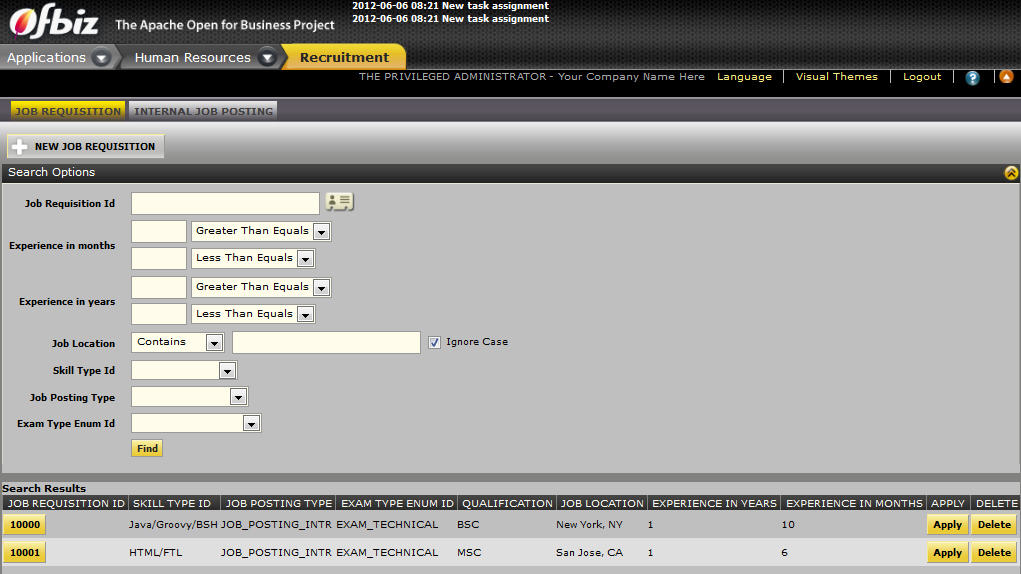 2012-06-06 08:21 New task assignment
2012-06-06 08:21 New task assignment
Ofbiz The Apache Open for Business Project
Applications Human Resources Recruitment
THE PRIVILEGED ADMINISTRATOR - Your Company Name Here Language Visual Themes Logout ?
JOB REQUISITION INTERNAL JOB POSTING
NEW JOB REQUISITION
Search Options
Job Requisition Id
Experience in months Greater Than Equals
Less Than Equals
Experience in years Greater Than Equals
Less Than Equals
Job Location Contains Ignore Case
Skill Type Id
Job Posting Type
Exam Type Enum Id
Find
Search Results
JOB REQUISITION ID SKILL TYPE ID JOB POSTING TYPE EXAM TYPE ENUM ID QUALIFICATION JOB LOCATION EXPERIENCE IN YEARS EXPERIENCE IN MONTHS APPLY DELETE
10000 Java/Groovy/BSH JOB_POSTING_INTR EXAM_TECHNICAL BSC New York, NY 1 10 Apply Delete
10001 HTML/FTL JOB_POSTING_INTR EXAM_TECHNICAL MSC San Jose, CA 1 6 Apply Delete